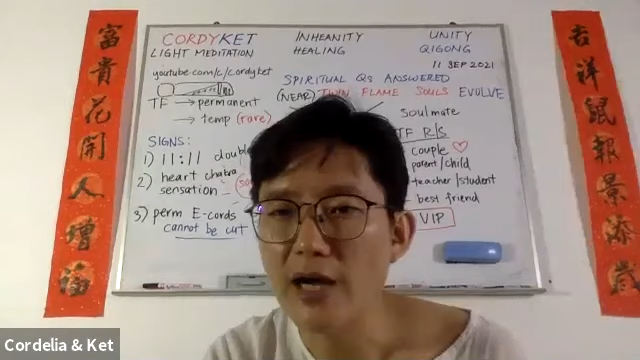 富貴花開人增福
CORDYKET INHEANITY UNITY
LIGHT MEDITATION HEALING QIGONG
11 SEP 2021
youtube.com/c/cordyket
SPIRITUAL QS ANSWERED
(NEAR) TWIN FLAME SOULS EVOLVE
TF → permanent
→ temp (rare)
Soulmate
TF R/S
couple ♡
parent/child
teacher/student
best friend
VIP
SIGNS:
1) 11:11 double
2) heart chakra
sensation
3) perm E-cords
cannot be cut
吉祥鼠報景添歲
Cordelia & Ket